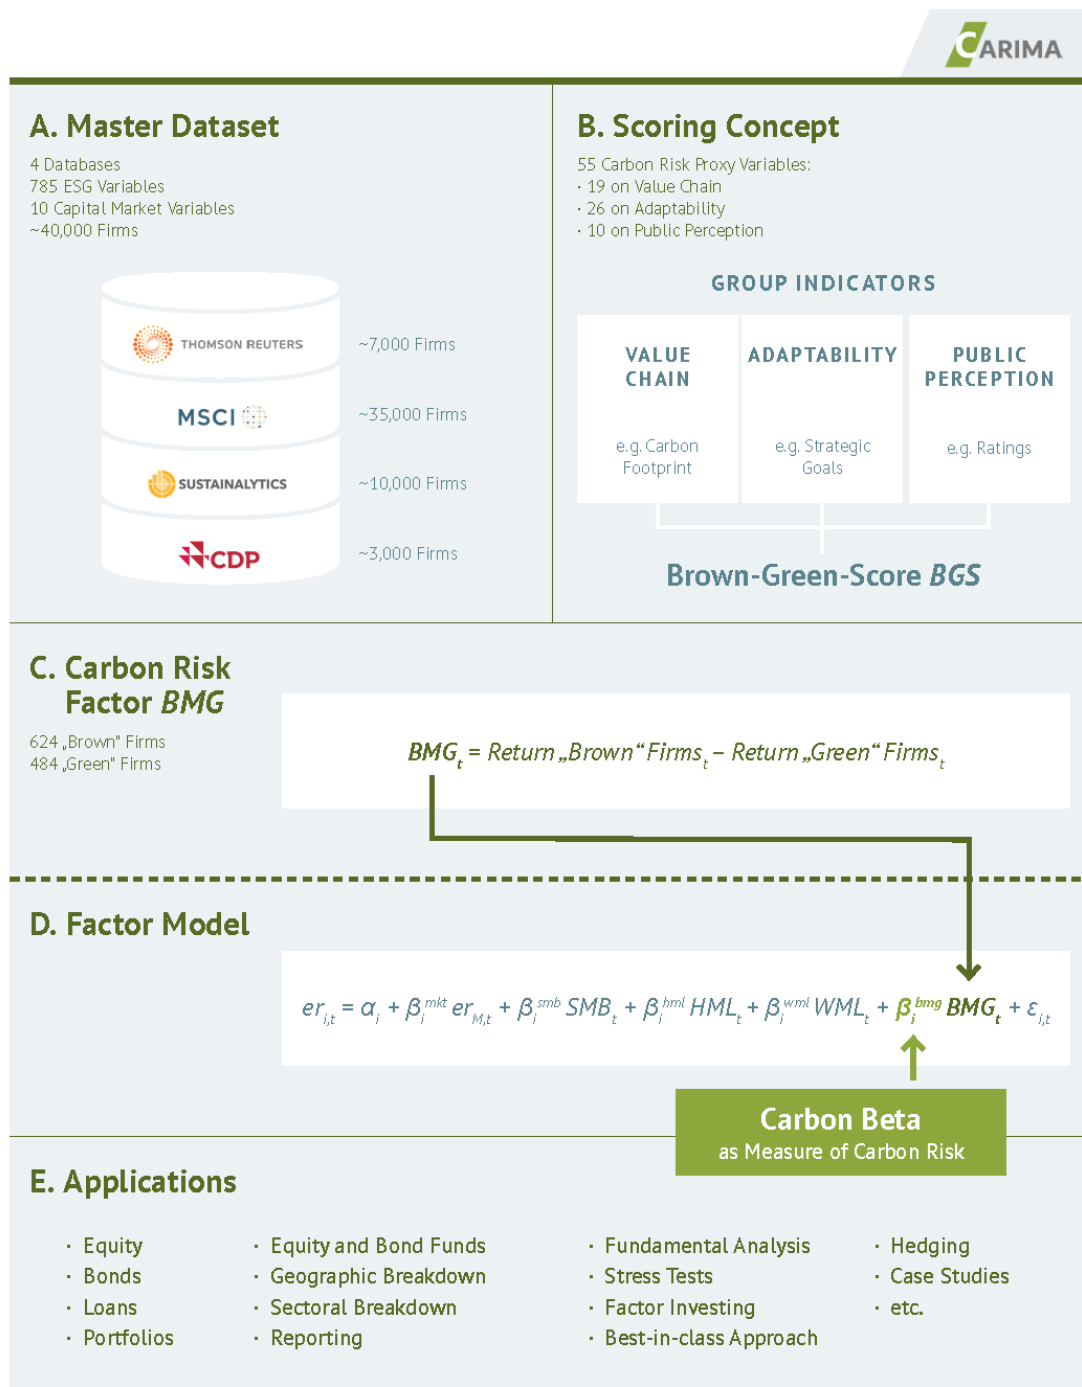 CARIMA
A. Master Dataset
4 Databases
785 ESG Variables
10 Capital Market Variables
~40,000 Firms
THOMSON REUTERS
~7,000 Firms
MSCI
~35,000 Firms
SUSTAINALYTICS
~10,000 Firms
CDP
~3,000 Firms
B. Scoring Concept
55 Carbon Risk Proxy Variables:
· 19 on Value Chain
· 26 on Adaptability
· 10 on Public Perception
GROUP INDICATORS
VALUE
CHAIN
e.g. Carbon
Footprint
ADAPTABILITY
e.g. Strategic
Goals
PUBLIC
PERCEPTION
e.g. Ratings
Brown-Green-Score BGS
C. Carbon Risk
Factor BMG
624 „Brown" Firms
484 „Green" Firms
BMG_t = Return „Brown“ Firms_t – Return „Green“ Firms_t
D. Factor Model
er_{i,t} = α_i + β_i^{mkt} er_{M,t} + β_i^{smb} SMB_t + β_i^{hml} HML_t + β_i^{wml} WML_t + β_i^{bmg} BMG_t + ε_{i,t}
Carbon Beta
as Measure of Carbon Risk
E. Applications
· Equity
· Bonds
· Loans
· Portfolios
· Equity and Bond Funds
· Geographic Breakdown
· Sectoral Breakdown
· Reporting
· Fundamental Analysis
· Stress Tests
· Factor Investing
· Best-in-class Approach
· Hedging
· Case Studies
· etc.